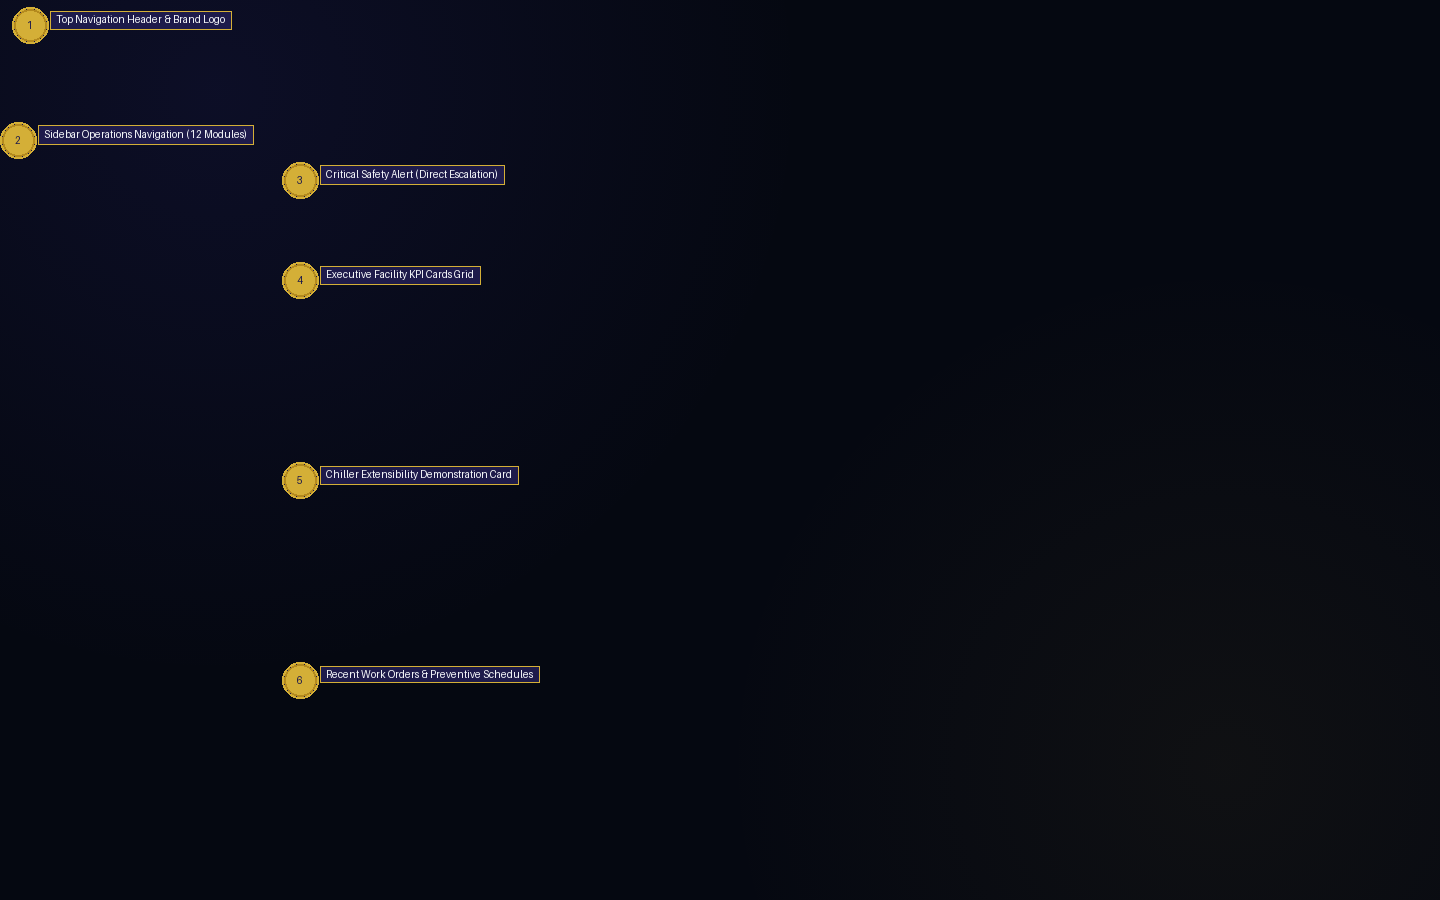 1 Top Navigation Header & Brand Logo
2 Sidebar Operations Navigation (12 Modules)
3 Critical Safety Alert (Direct Escalation)
4 Executive Facility KPI Cards Grid
5 Chiller Extensibility Demonstration Card
6 Recent Work Orders & Preventive Schedules